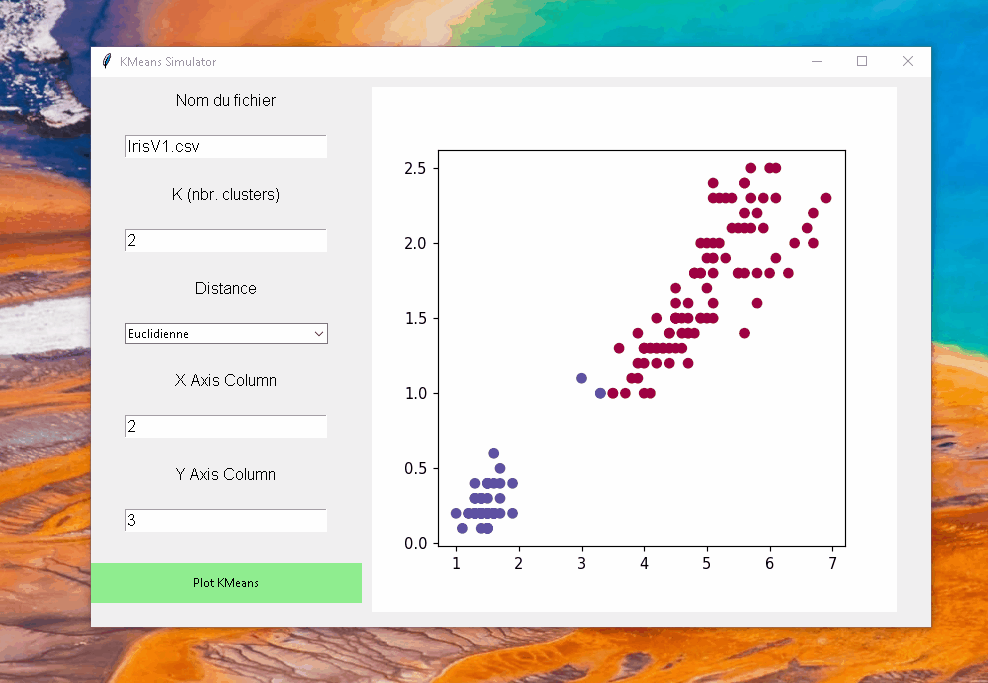 KMeans Simulator
Nom du fichier
IrisV1.csv
K (nbr. clusters)
2
Distance
Euclidienne
X Axis Column
2
Y Axis Column
3
Plot KMeans
2.5
2.0
1.5
1.0
0.5
0.0
1 2 3 4 5 6 7